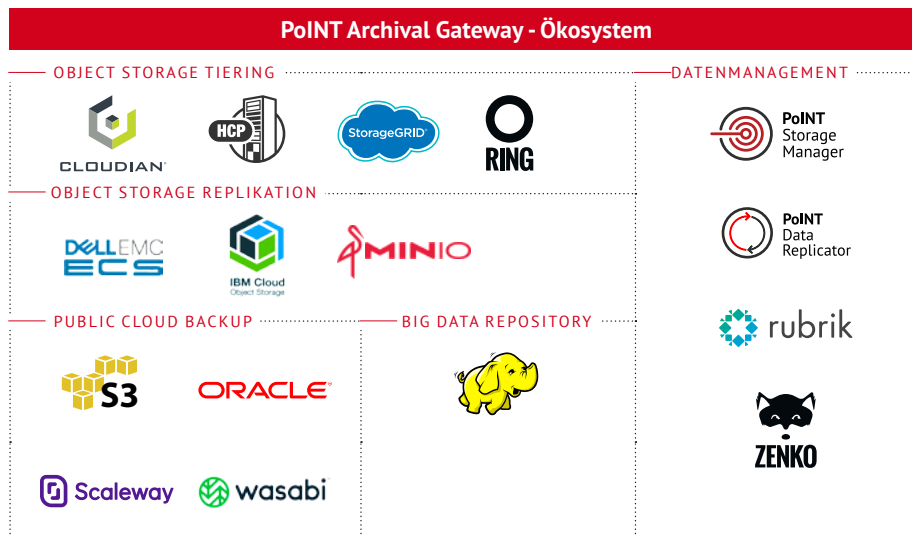 PoINT Archival Gateway - Ökosystem
OBJECT STORAGE TIERING
CLOUDIAN®
HCP
StorageGRID®
RING
OBJECT STORAGE REPLIKATION
DELLEMC
ECS
IBM Cloud
Object Storage
MINIO
PUBLIC CLOUD BACKUP
S3
ORACLE®
Scaleway
wasabi
BIG DATA REPOSITORY
DATENMANAGEMENT
PoINT
Storage
Manager
PoINT
Data
Replicator
rubrik
ZENKO